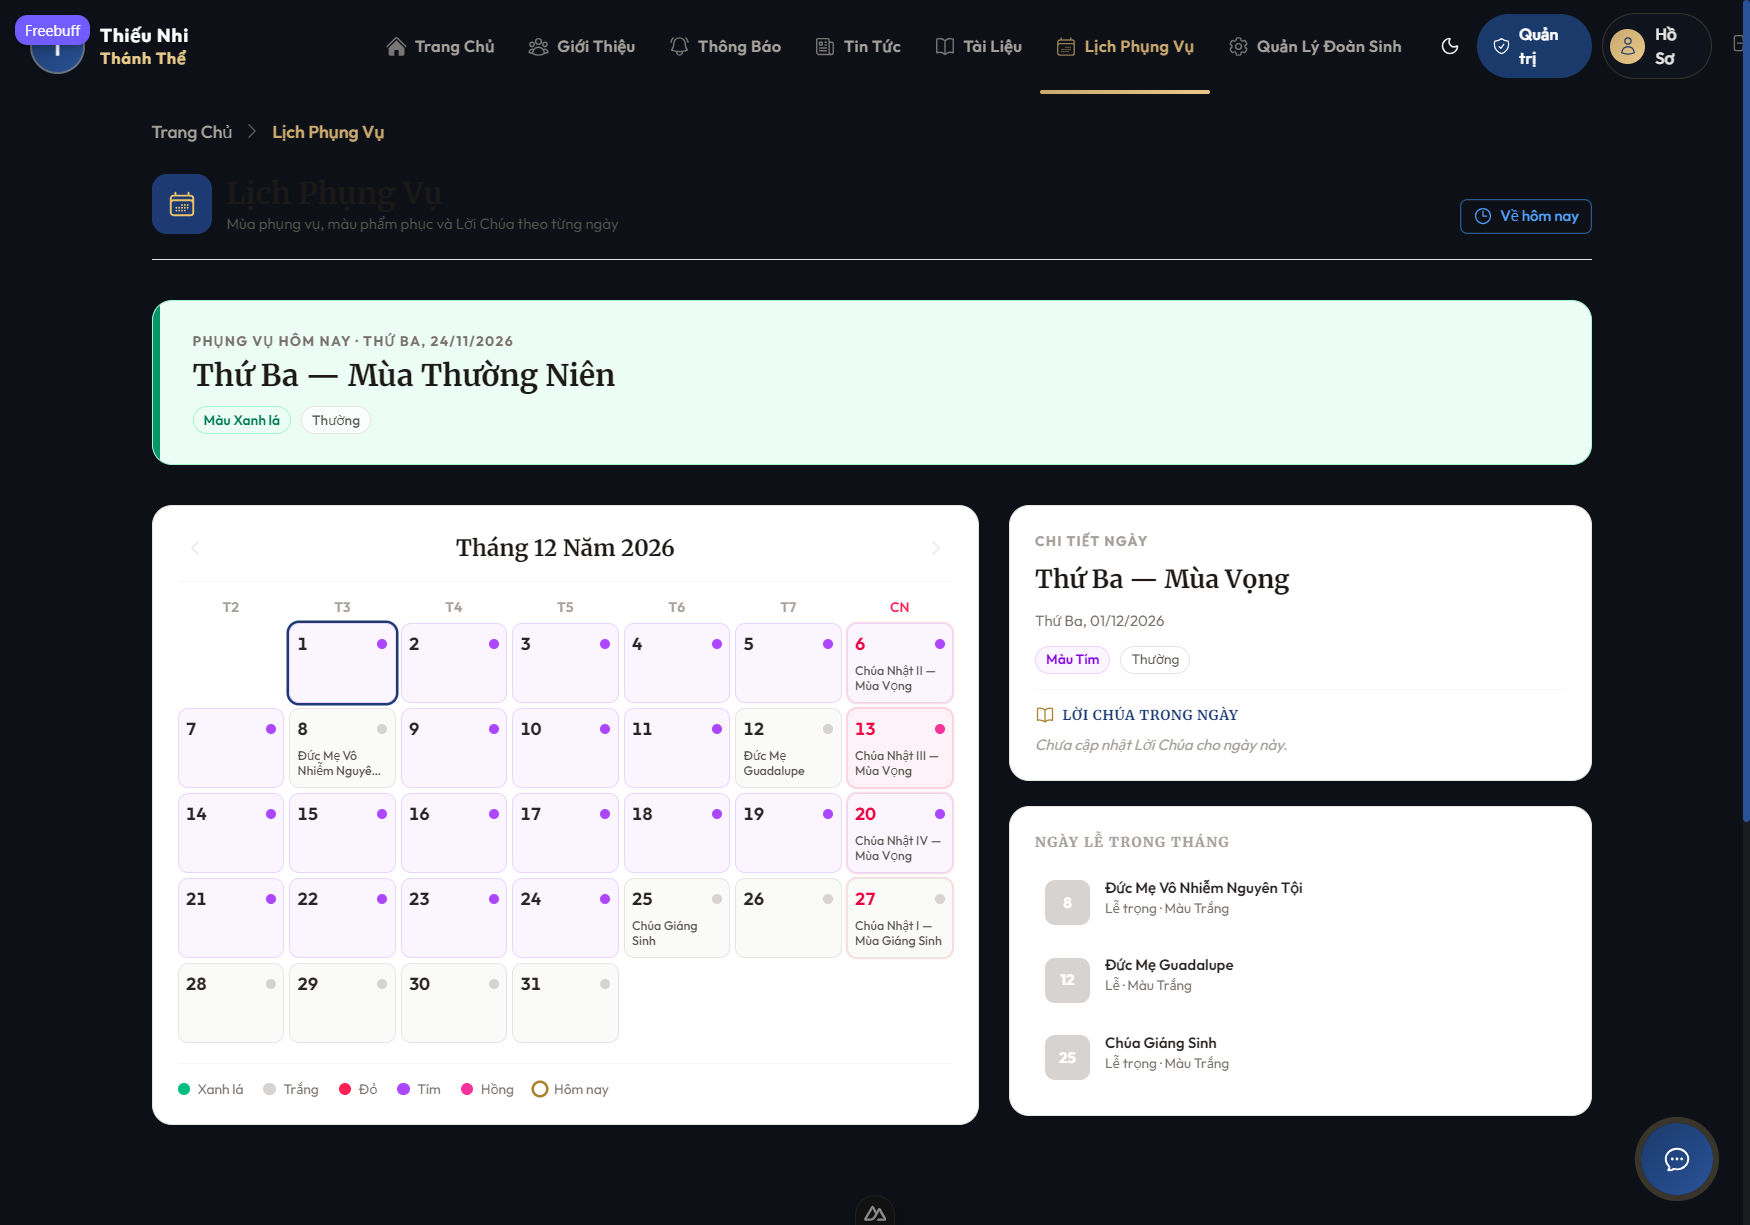 Freebuff
Thiếu Nhi
Thánh Thể
Trang Chủ
Giới Thiệu
Thông Báo
Tin Tức
Tài Liệu
Lịch Phụng Vụ
Quản Lý Đoàn Sinh
Quản trị
Hồ Sơ
Trang Chủ
Lịch Phụng Vụ
Lịch Phụng Vụ
Mùa phụng vụ, màu phẩm phục và Lời Chúa theo từng ngày
Về hôm nay
PHỤNG VỤ HÔM NAY · THỨ BA, 24/11/2026
Thứ Ba — Mùa Thường Niên
Màu Xanh lá
Thường
Tháng 12 Năm 2026
T2 T3 T4 T5 T6 T7 CN
1 2 3 4 5 6
Chúa Nhật II —
Mùa Vọng
7 8 9 10 11 12 13
Đức Mẹ Vô
Nhiễm Nguyê...
Đức Mẹ
Guadalupe
Chúa Nhật III —
Mùa Vọng
14 15 16 17 18 19 20
Chúa Nhật IV —
Mùa Vọng
21 22 23 24 25 26 27
Chúa Giáng
Sinh
Chúa Nhật I —
Mùa Giáng Sinh
28 29 30 31
Xanh lá
Trắng
Đỏ
Tím
Hồng
Hôm nay
CHI TIẾT NGÀY
Thứ Ba — Mùa Vọng
Thứ Ba, 01/12/2026
Màu Tím
Thường
LỜI CHÚA TRONG NGÀY
Chưa cập nhật Lời Chúa cho ngày này.
NGÀY LỄ TRONG THÁNG
8
Đức Mẹ Vô Nhiễm Nguyên Tội
Lễ trọng · Màu Trắng
12
Đức Mẹ Guadalupe
Lễ · Màu Trắng
25
Chúa Giáng Sinh
Lễ trọng · Màu Trắng